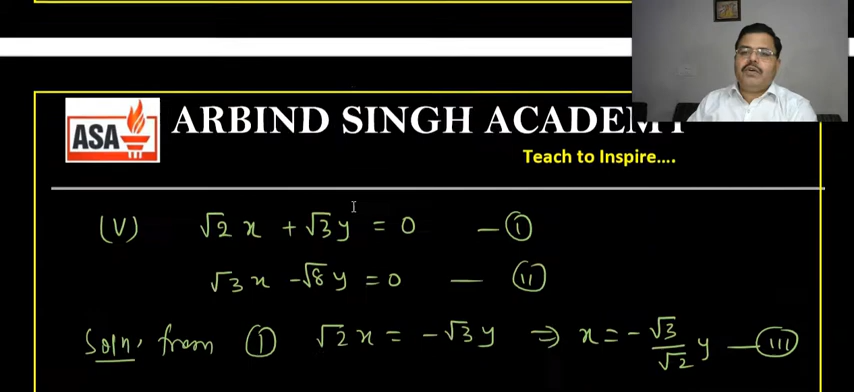 ASA
ARBIND SINGH ACADEMY
Teach to Inspire....
(V) √2 x + √3 y = 0 — (I)
√3 x - √8 y = 0 — (II)
Soln. from (I) √2 x = - √3 y ⇒ x = - √3/√2 y — (III)